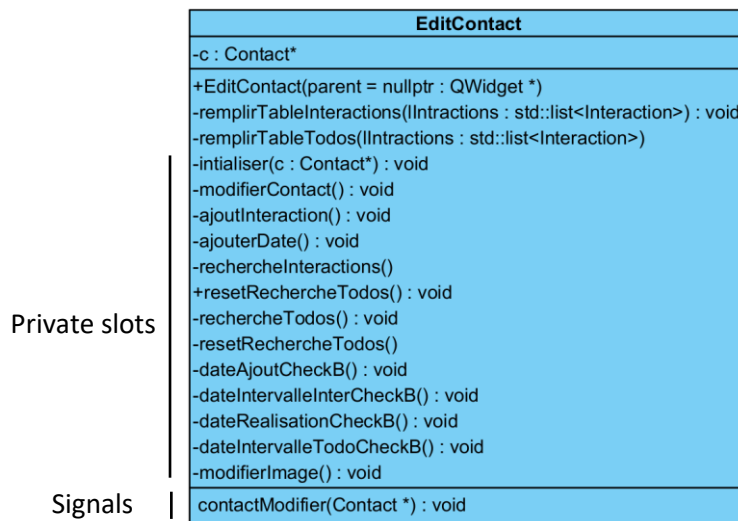 EditContact
-c : Contact*
+EditContact(parent = nullptr : QWidget *)
-remplirTableInteractions(lIntractions : std::list<Interaction>) : void
-remplirTableTodos(lIntractions : std::list<Interaction>)
-intialiser(c : Contact*) : void
-modifierContact() : void
-ajoutInteraction() : void
-ajouterDate() : void
-rechercheInteractions()
+resetRechercheTodos() : void
-rechercheTodos() : void
-resetRechercheTodos()
-dateAjoutCheckB() : void
-dateIntervalleInterCheckB() : void
-dateRealisationCheckB() : void
-dateIntervalleTodoCheckB() : void
-modifierImage() : void
Private slots
Signals
contactModifier(Contact *) : void